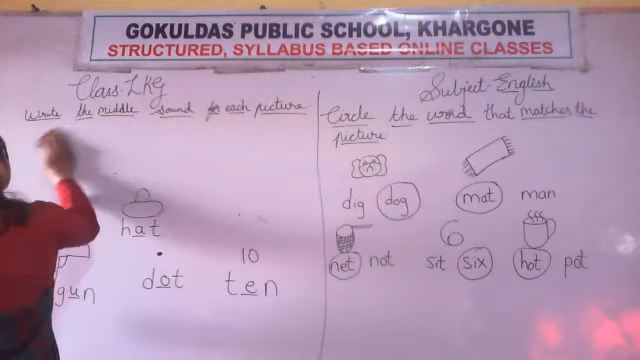 GOKULDAS PUBLIC SCHOOL, KHARGONE
STRUCTURED, SYLLABUS BASED ONLINE CLASSES
Class-LKG
Write the middle sound for each picture
hat
gun
dot
10
ten
Subject-English
Circle the word that matches the
picture
dig dog
mat man
net not
6
sit six
hot pot